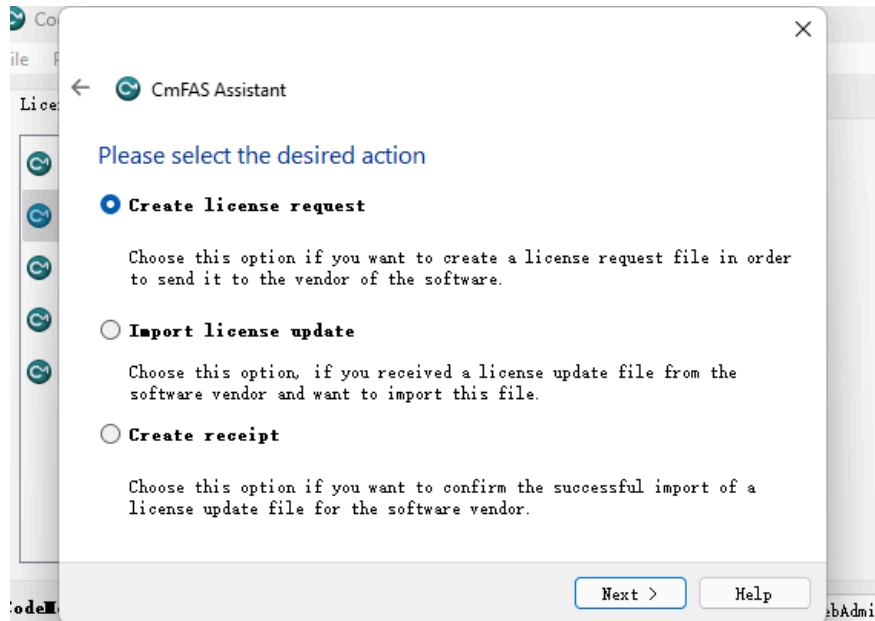 Co
ile
CmFAS Assistant
Lice
Please select the desired action
Create license request
Choose this option if you want to create a license request file in order
to send it to the vendor of the software.
Import license update
Choose this option, if you received a license update file from the
software vendor and want to import this file.
Create receipt
Choose this option if you want to confirm the successful import of a
license update file for the software vendor.
Next >
Help
ebAdmi